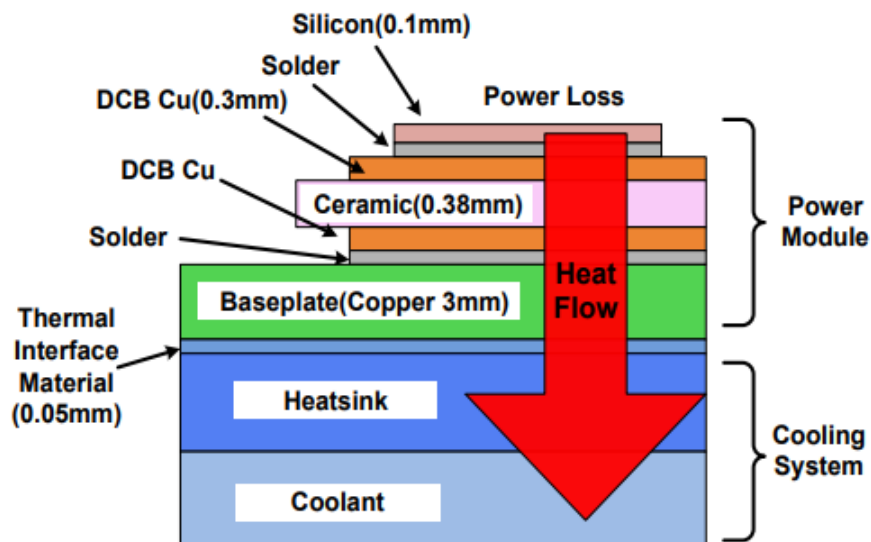 Silicon(0.1mm)
Solder
Power Loss
DCB Cu(0.3mm)
DCB Cu
Ceramic(0.38mm)
Power
Module
Solder
Heat
Flow
Baseplate(Copper 3mm)
Thermal
Interface
Material
(0.05mm)
Heatsink
Cooling
System
Coolant